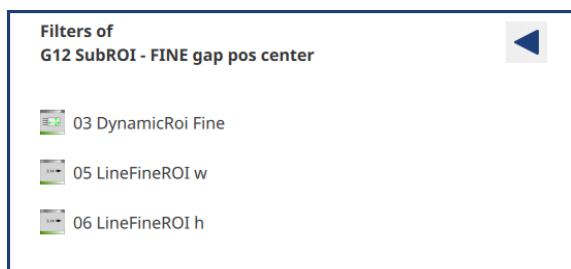 Filters of
G12 SubROI - FINE gap pos center
03 DynamicRoi Fine
05 LineFineROI w
06 LineFineROI h